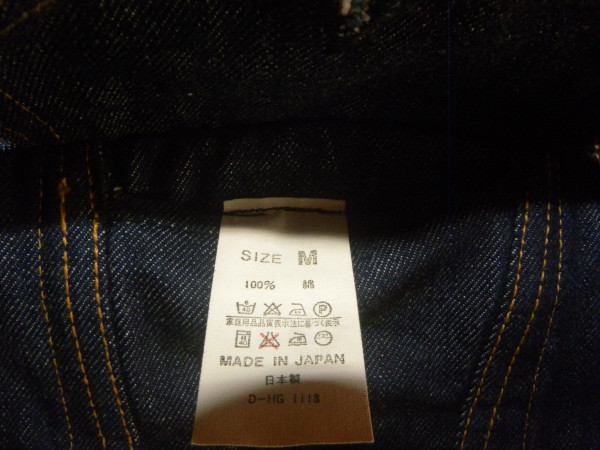 SIZE M
100% 綿
家庭用品品質表示法に基づく表示
MADE IN JAPAN
日本製
D-HG 1118